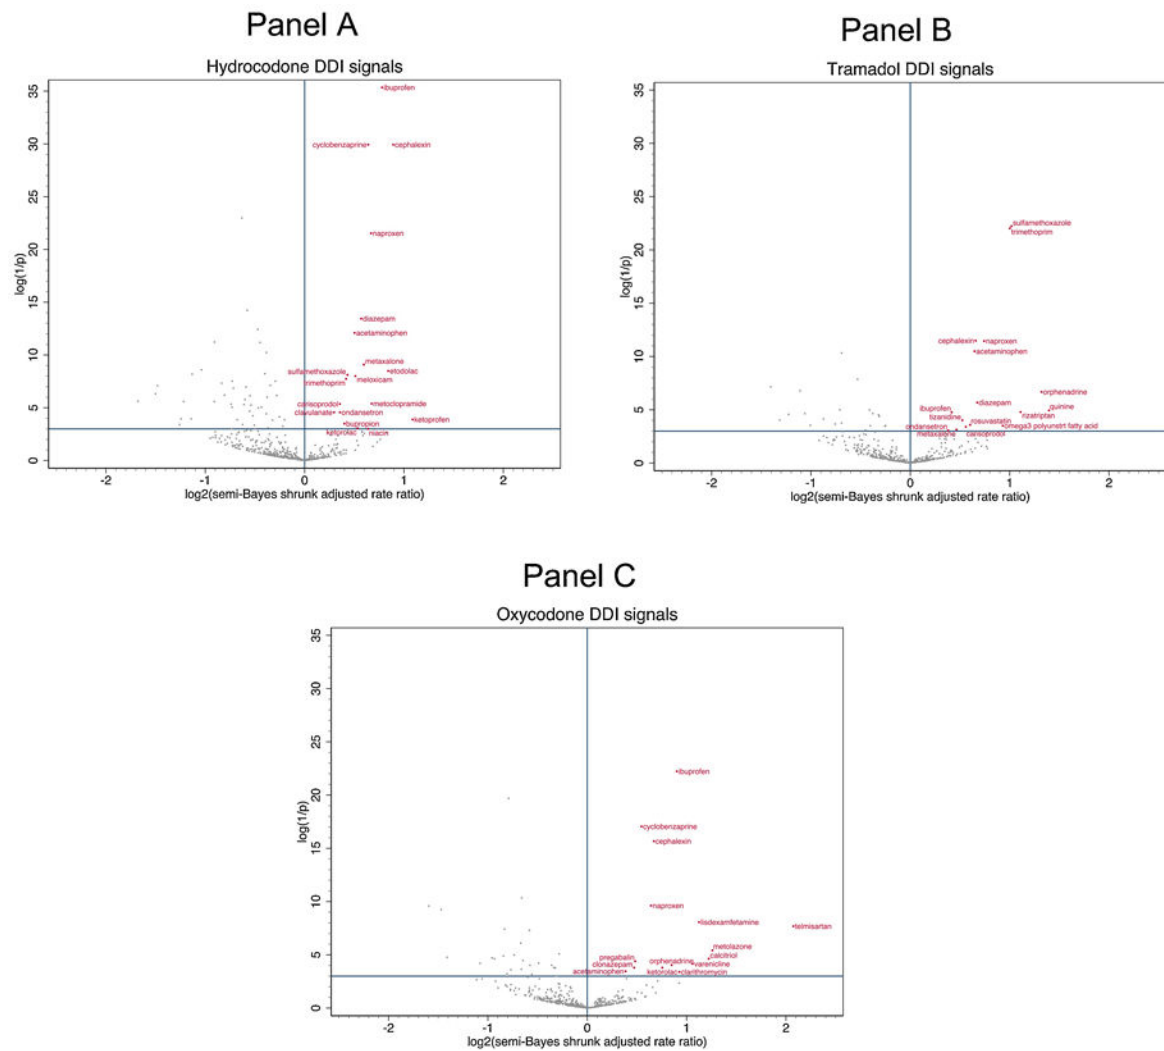 Panel A
Hydrocodone DDI signals
35
30
25
20
15
10
5
0
log(1/p)
ibuprofen
cyclobenzaprine
cephalexin
naproxen
diazepam
acetaminophen
metaxalone
etodolac
sulfamethoxazole
meloxicam
trimethoprim
carisoprodol
metoclopramide
clavulanate
ondansetron
ketoprofen
bupropion
niacin
-2
-1
0
1
2
log2(semi-Bayes shrunk adjusted rate ratio)
Panel B
Tramadol DDI signals
35
30
25
20
15
10
5
0
log(1/p)
sulfamethoxazole
trimethoprim
cephalexin
naproxen
acetaminophen
orphenadrine
diazepam
quinine
ibuprofen
rizatriptan
tizanidine
rosuvastatin
ondansetron
omega3 polyunstrt fatty acid
metaxalone
carisoprodol
-2
-1
0
1
2
log2(semi-Bayes shrunk adjusted rate ratio)
Panel C
Oxycodone DDI signals
35
30
25
20
15
10
5
0
log(1/p)
ibuprofen
cyclobenzaprine
cephalexin
naproxen
lisdexamfetamine
telmisartan
metolazone
calcitriol
pregabalin
orphenadrine
varenicline
clonazepam
acetaminophen
ketorolac
clarithromycin
-2
-1
0
1
2
log2(semi-Bayes shrunk adjusted rate ratio)